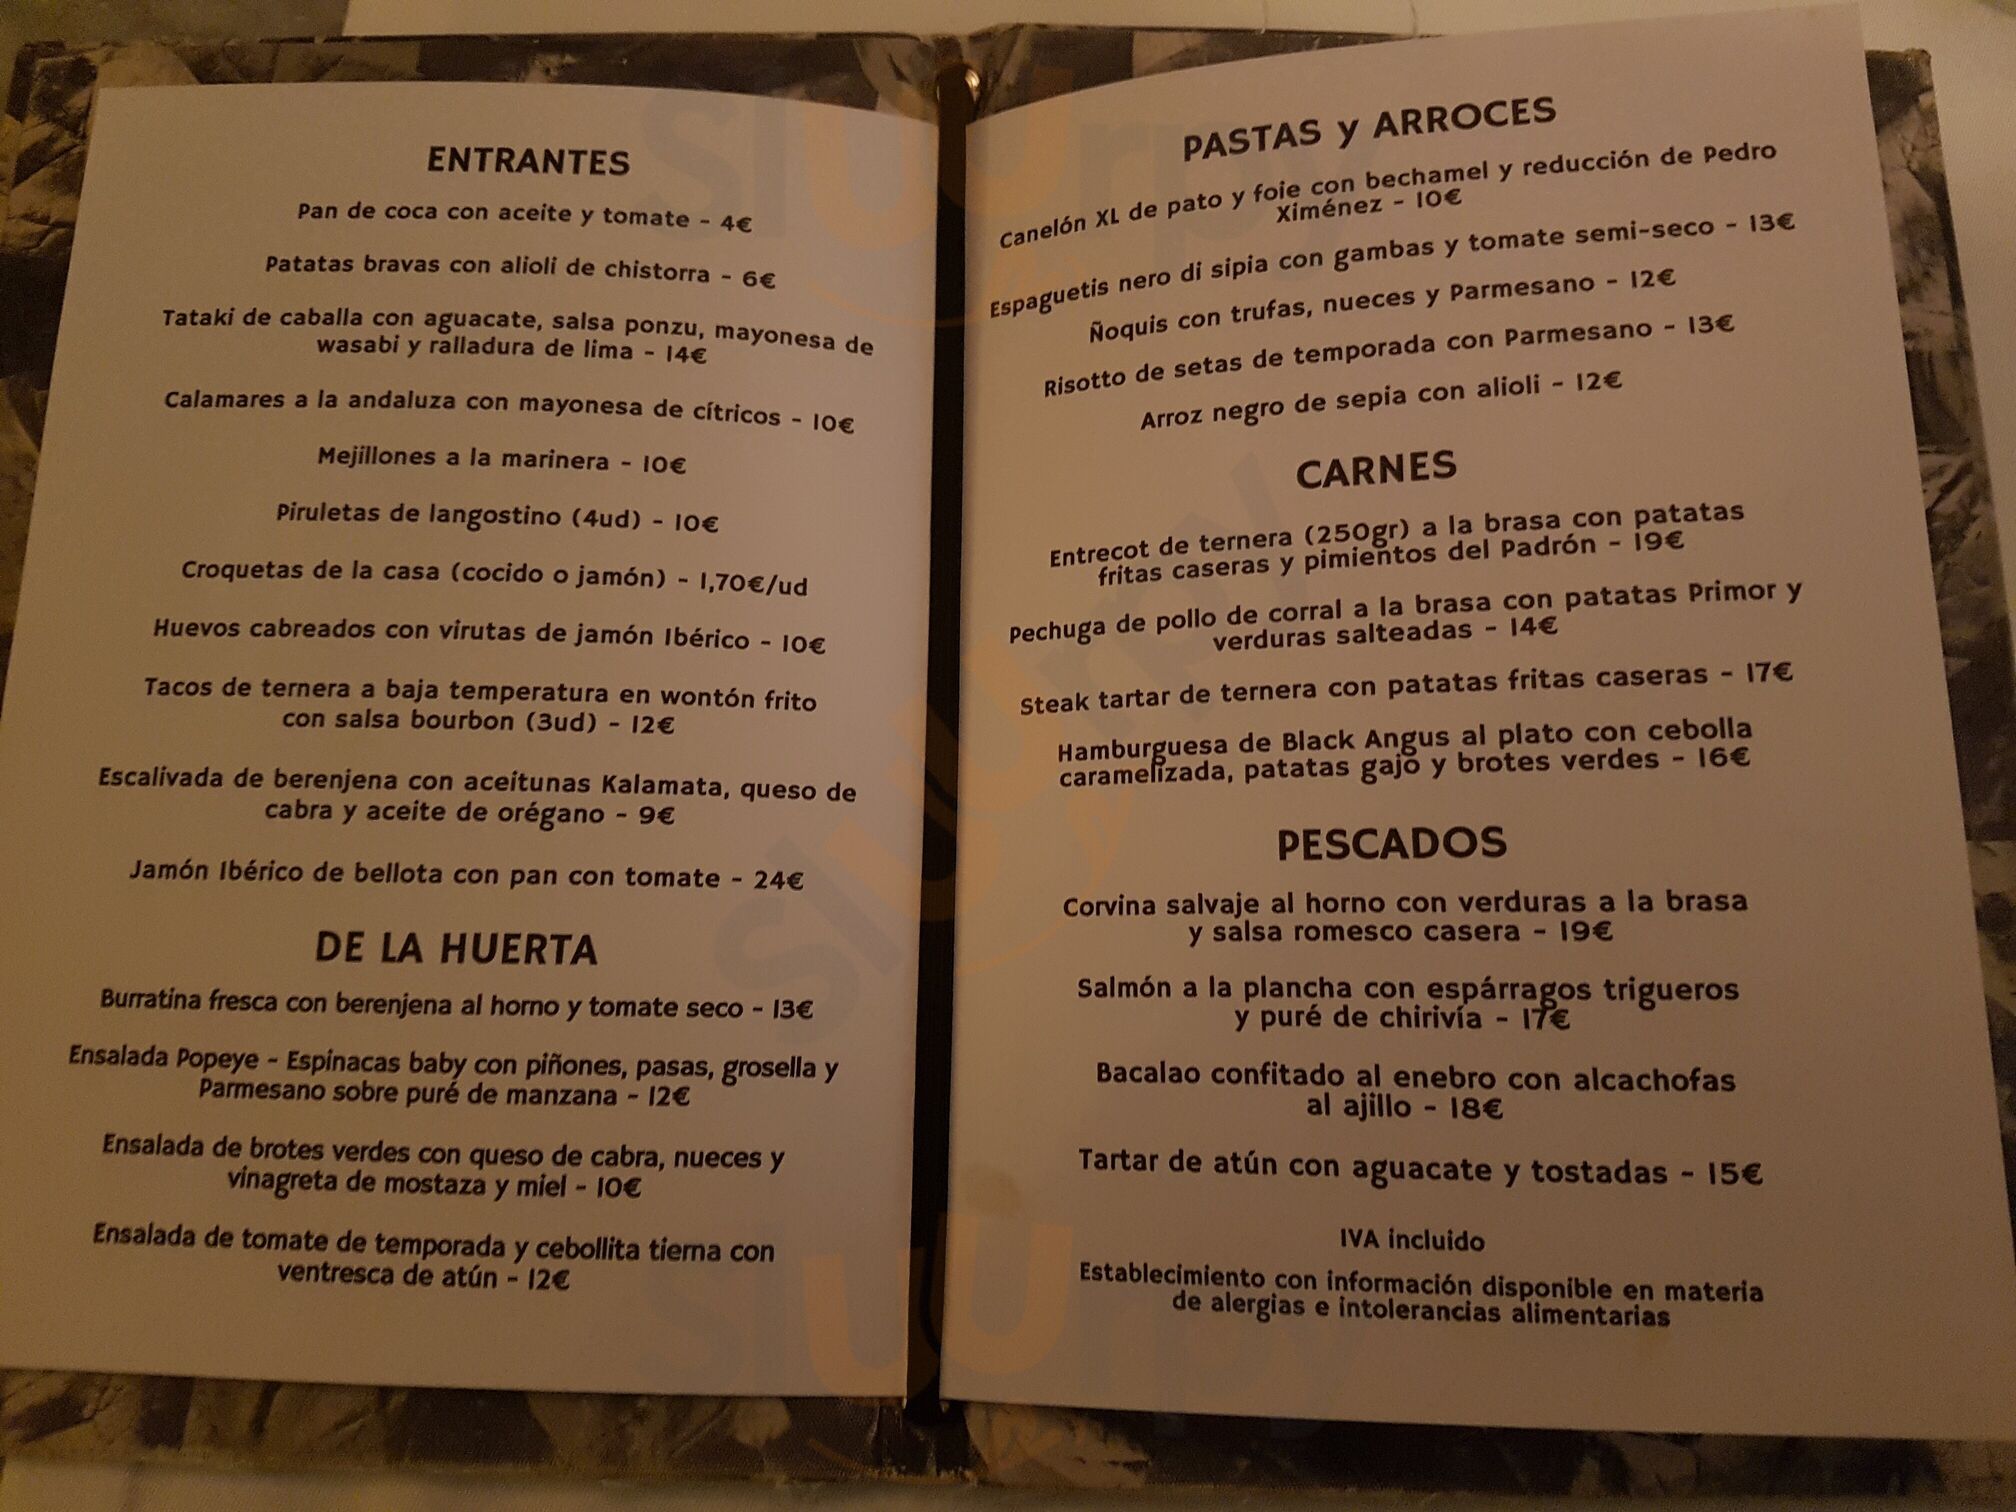 ENTRANTES
Pan de coca con aceite y tomate - 4€
Patatas bravas con alioli de chistorra - 6€
Tataki de caballa con aguacate, salsa ponzu, mayonesa de
wasabi y ralladura de lima - 14€
Calamares a la andaluza con mayonesa de cítricos - 10€
Mejillones a la marinera - 10€
Piruletas de langostino (4ud) - 10€
Croquetas de la casa (cocido o jamón) - 1,70€/ud
Huevos cabreados con virutas de jamón Ibérico - 10€
Tacos de ternera a baja temperatura en wontón frito
con salsa bourbon (3ud) - 12€
Escalivada de berenjena con aceitunas Kalamata, queso de
cabra y aceite de orégano - 9€
Jamón Ibérico de bellota con pan con tomate - 24€
DE LA HUERTA
Burratina fresca con berenjena al horno y tomate seco - 13€
Ensalada Popeye - Espinacas baby con piñones, pasas, grosella y
Parmesano sobre puré de manzana - 12€
Ensalada de brotes verdes con queso de cabra, nueces y
vinagreta de mostaza y miel - 10€
Ensalada de tomate de temporada y cebollita tierna con
ventresca de atún - 12€
PASTAS y ARROCES
Canelón XL de pato y foie con bechamel y reducción de Pedro
Ximénez - 10€
Espaguetis nero di sipia con gambas y tomate semi-seco - 13€
Ñoquis con trufas, nueces y Parmesano - 12€
Risotto de setas de temporada con Parmesano - 13€
Arroz negro de sepia con alioli - 12€
CARNES
Entrecot de ternera (250gr) a la brasa con patatas
fritas caseras y pimientos del Padrón - 19€
Pechuga de pollo de corral a la brasa con patatas Primor y
verduras salteadas - 14€
Steak tartar de ternera con patatas fritas caseras - 17€
Hamburguesa de Black Angus al plato con cebolla
caramelizada, patatas gajo y brotes verdes - 16€
PESCADOS
Corvina salvaje al horno con verduras a la brasa
y salsa romesco casera - 19€
Salmón a la plancha con espárragos trigueros
y puré de chirivía - 17€
Bacalao confitado al enebro con alcachofas
al ajillo - 18€
Tartar de atún con aguacate y tostadas - 15€
IVA incluido
Establecimiento con información disponible en materia
de alergias e intolerancias alimentarias
sluurpy
sluurpy
sluurpy